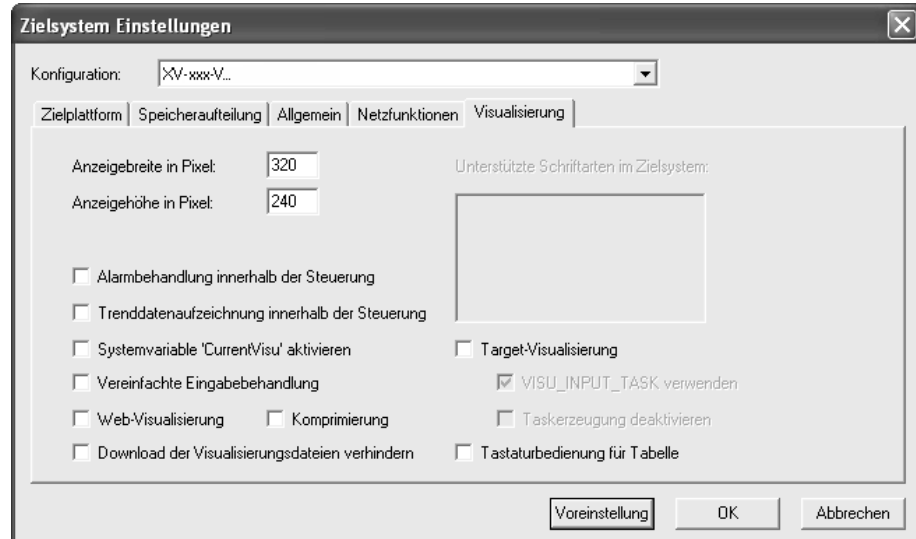 Zielsystem Einstellungen
Konfiguration: XV-xxx-V...
Zielplattform Speicheraufteilung Allgemein Netzfunktionen Visualisierung
Anzeigebreite in Pixel: 320 Unterstützte Schriftarten im Zielsystem:
Anzeigehöhe in Pixel: 240
Alarmbehandlung innerhalb der Steuerung
Trenddatenaufzeichnung innerhalb der Steuerung
Systemvariable 'CurrentVisu' aktivieren Target-Visualisierung
Vereinfachte Eingabebehandlung VISU_INPUT_TASK verwenden
Web-Visualisierung Komprimierung Taskerzeugung deaktivieren
Download der Visualisierungsdateien verhindern Tastaturbedienung für Tabelle
Voreinstellung OK Abbrechen